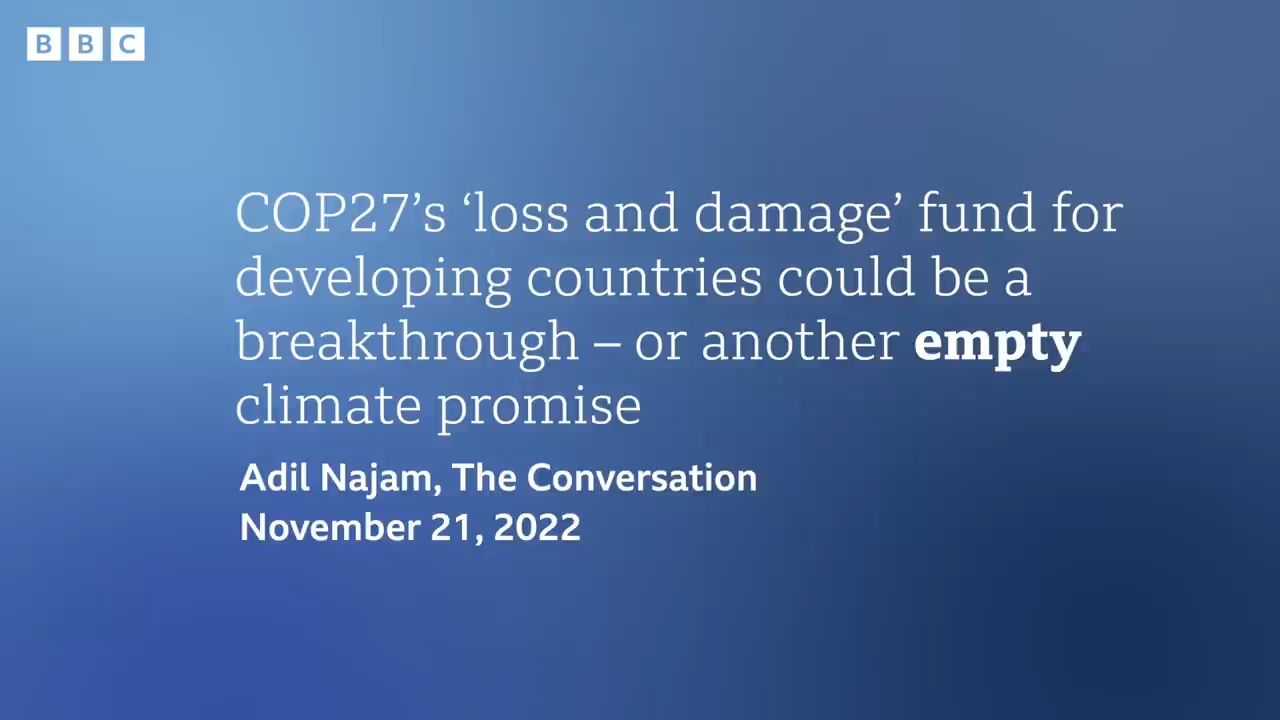 BBC
COP27’s ‘loss and damage’ fund for
developing countries could be a
breakthrough – or another empty
climate promise
Adil Najam, The Conversation
November 21, 2022